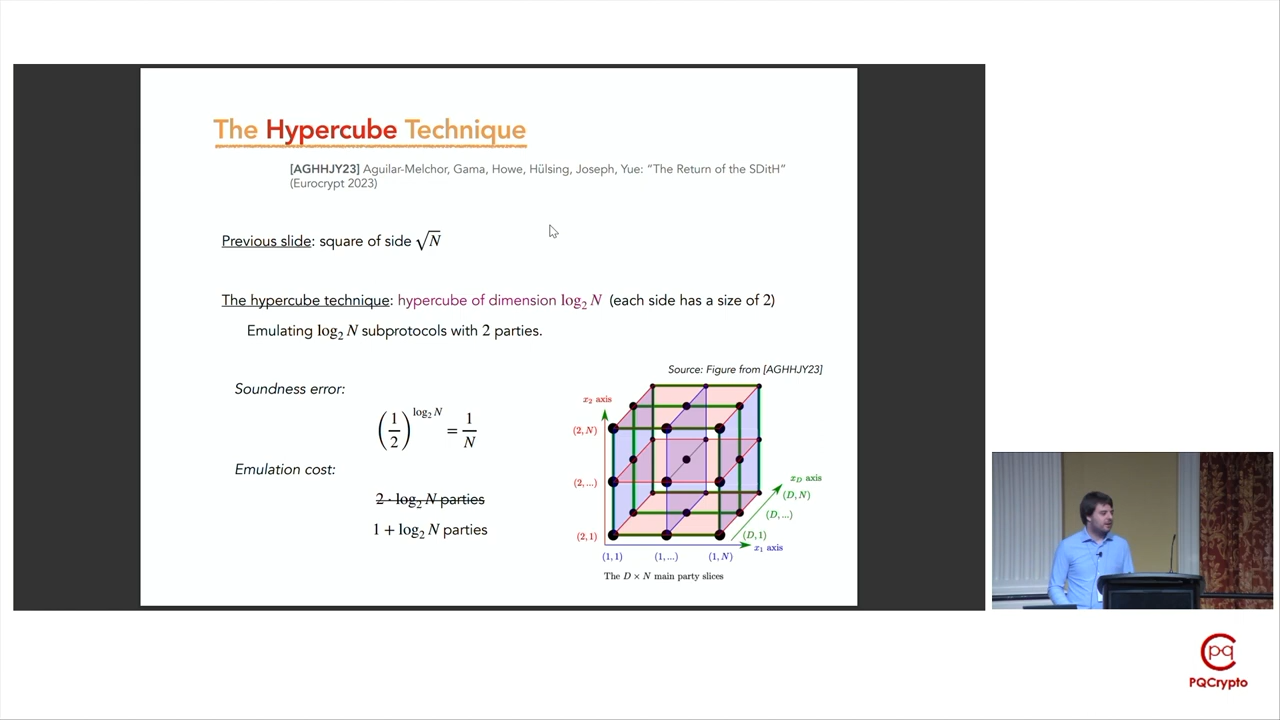 The Hypercube Technique
[AGHHJY23] Aguilar-Melchor, Gama, Howe, Hülsing, Joseph, Yue: “The Return of the SDitH”
(Eurocrypt 2023)
Previous slide: square of side √N
The hypercube technique: hypercube of dimension log₂ N (each side has a size of 2)
Emulating log₂ N subprotocols with 2 parties.
Soundness error:
(1/2)^(log₂ N) = 1/N
Emulation cost:
2 · log₂ N parties
1 + log₂ N parties
Source: Figure from [AGHHJY23]
x₂ axis
(2, N)
(2, ...)
(2, 1)
x_D axis
(D, N)
(D, ...)
(D, 1)
x₁ axis
(1, 1) (1, ...) (1, N)
The D × N main party slices
pq
PQCrypto